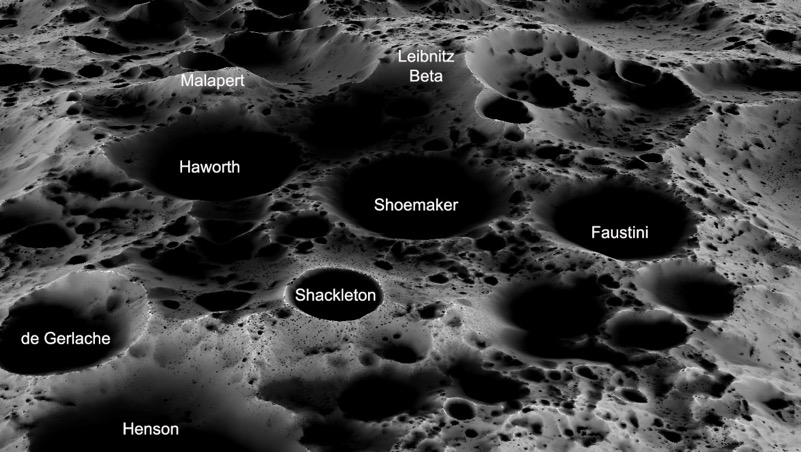 Leibnitz
Beta
Malapert
Haworth
Shoemaker
Faustini
Shackleton
de Gerlache
Henson